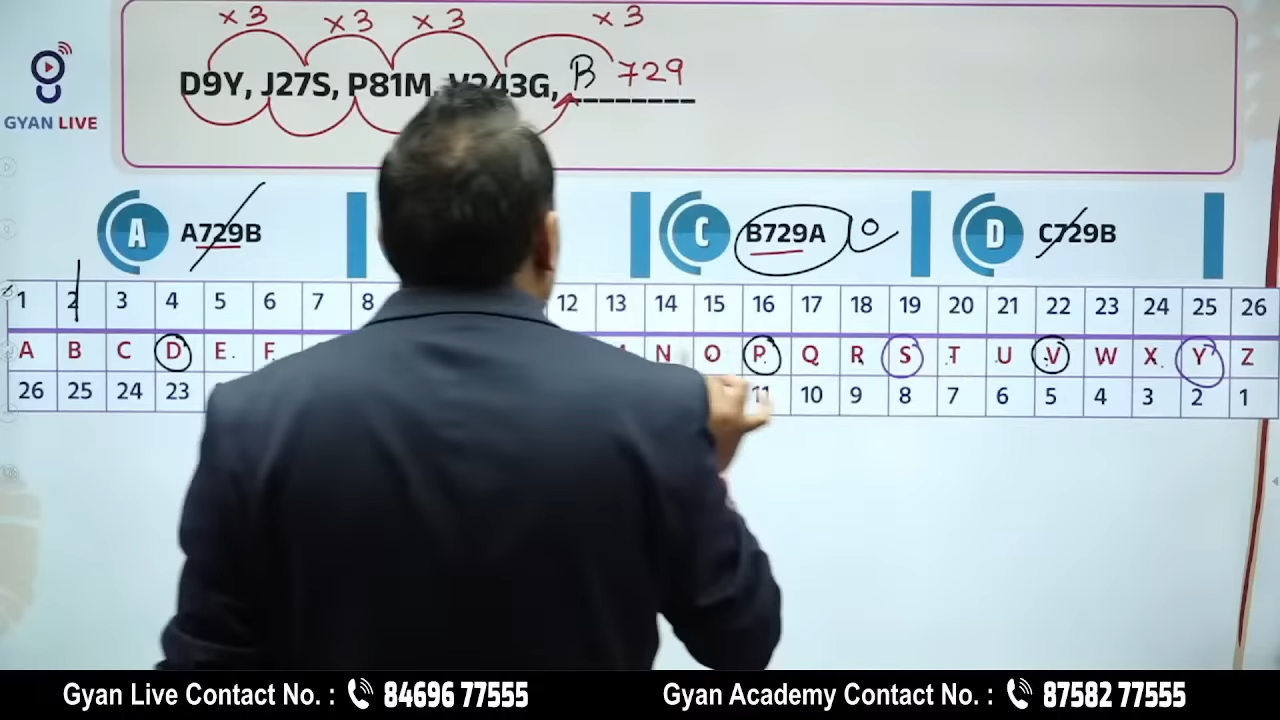 × 3 × 3 × 3 × 3
D9Y, J27S, P81M, V243G, B 729
GYAN LIVE
A A729B C B729A D C729B
1 2 3 4 5 6 7 8 12 13 14 15 16 17 18 19 20 21 22 23 24 25 26
A B C D E F N O P Q R S T U V W X Y Z
26 25 24 23 11 10 9 8 7 6 5 4 3 2 1
Gyan Live Contact No. : 84696 77555 Gyan Academy Contact No. : 87582 77555